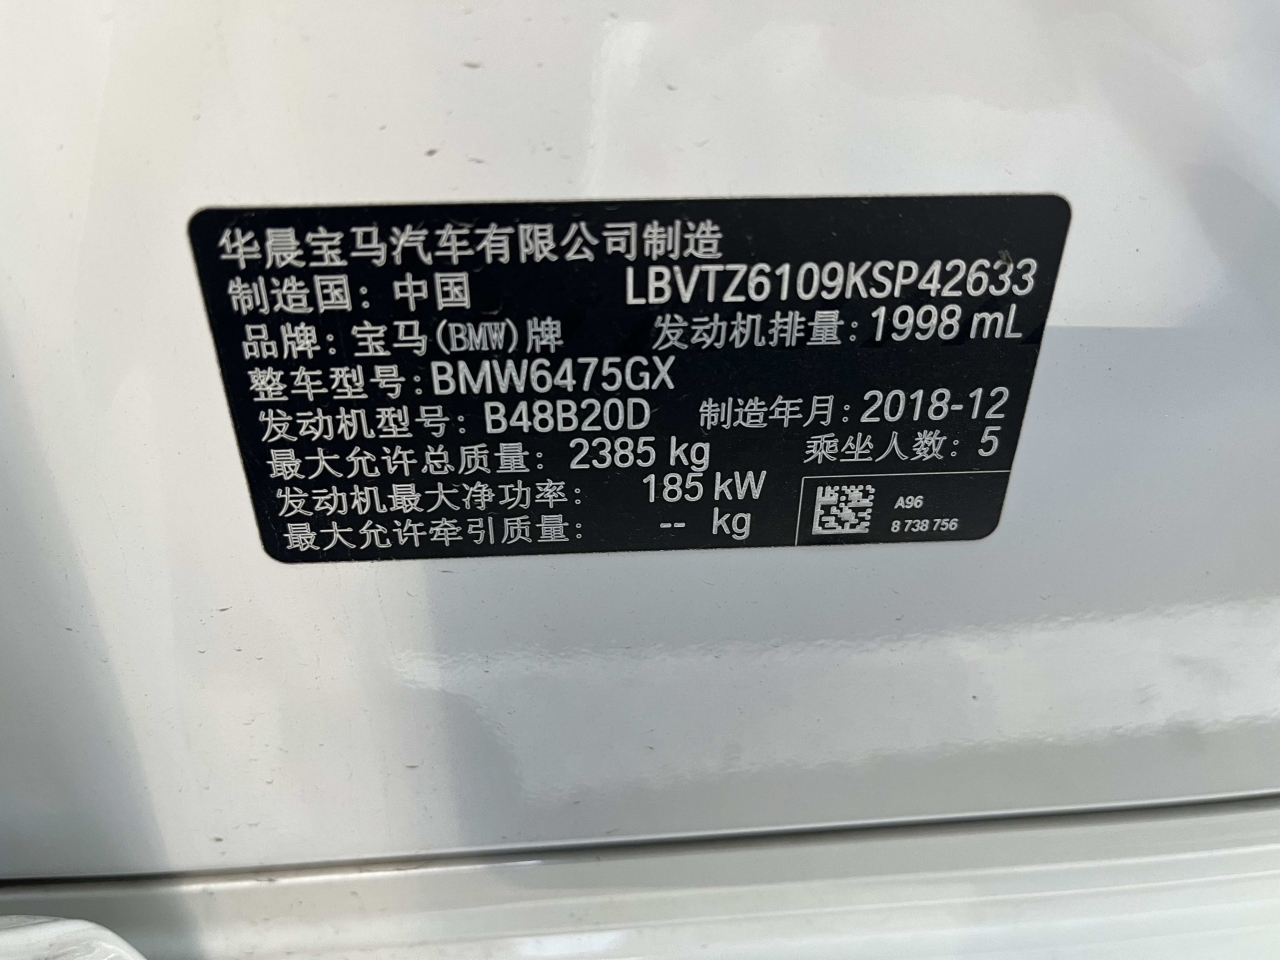 华晨宝马汽车有限公司制造
制造国：中国 LBVTZ6109KSP42633
品牌：宝马(BMW)牌 发动机排量：1998 mL
整车型号：BMW6475GX
发动机型号：B48B20D 制造年月：2018-12
最大允许总质量：2385 kg 乘坐人数：5
发动机最大净功率：185 kW
最大允许牵引质量：-- kg
A96
8 738 756